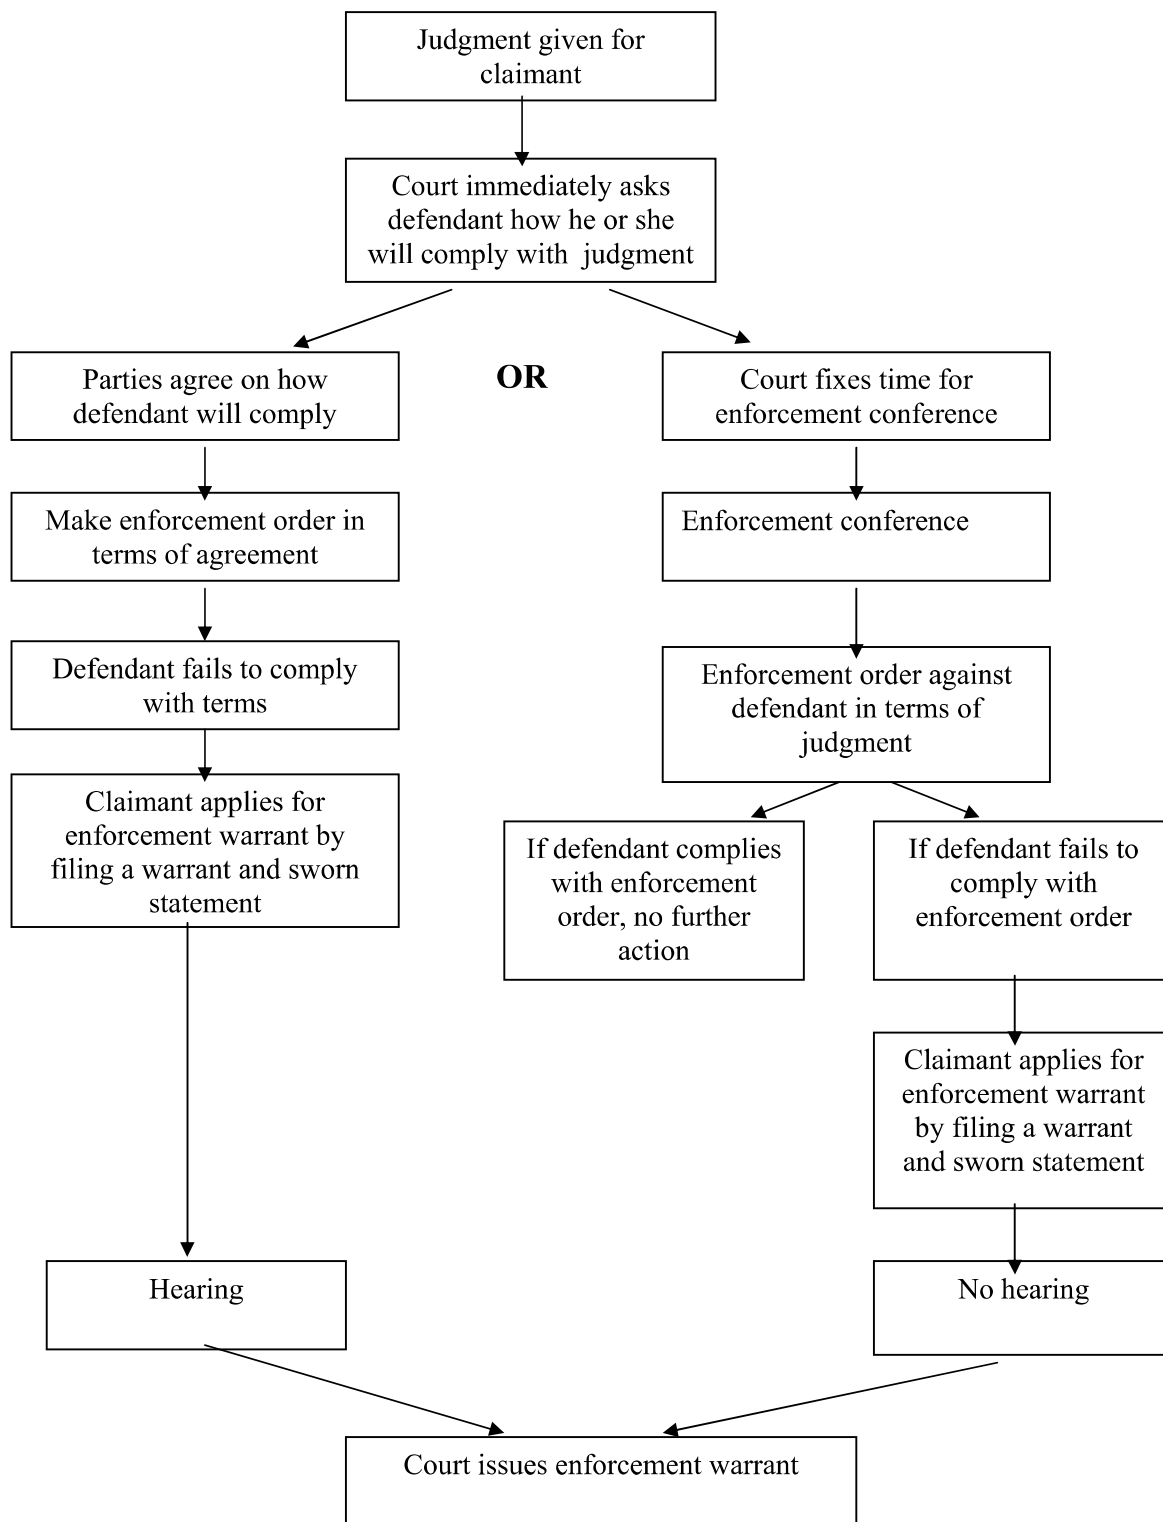 Judgment given for
claimant
Court immediately asks
defendant how he or she
will comply with  judgment
Parties agree on how
defendant will comply
OR
Court fixes time for
enforcement conference
Make enforcement order in
terms of agreement
Enforcement conference
Defendant fails to comply
with terms
Enforcement order against
defendant in terms of
judgment
Claimant applies for
enforcement warrant by
filing a warrant and sworn
statement
If defendant complies
with enforcement
order, no further
action
If defendant fails to
comply with
enforcement order
Claimant applies for
enforcement warrant
by filing a warrant
and sworn statement
Hearing
No hearing
Court issues enforcement warrant